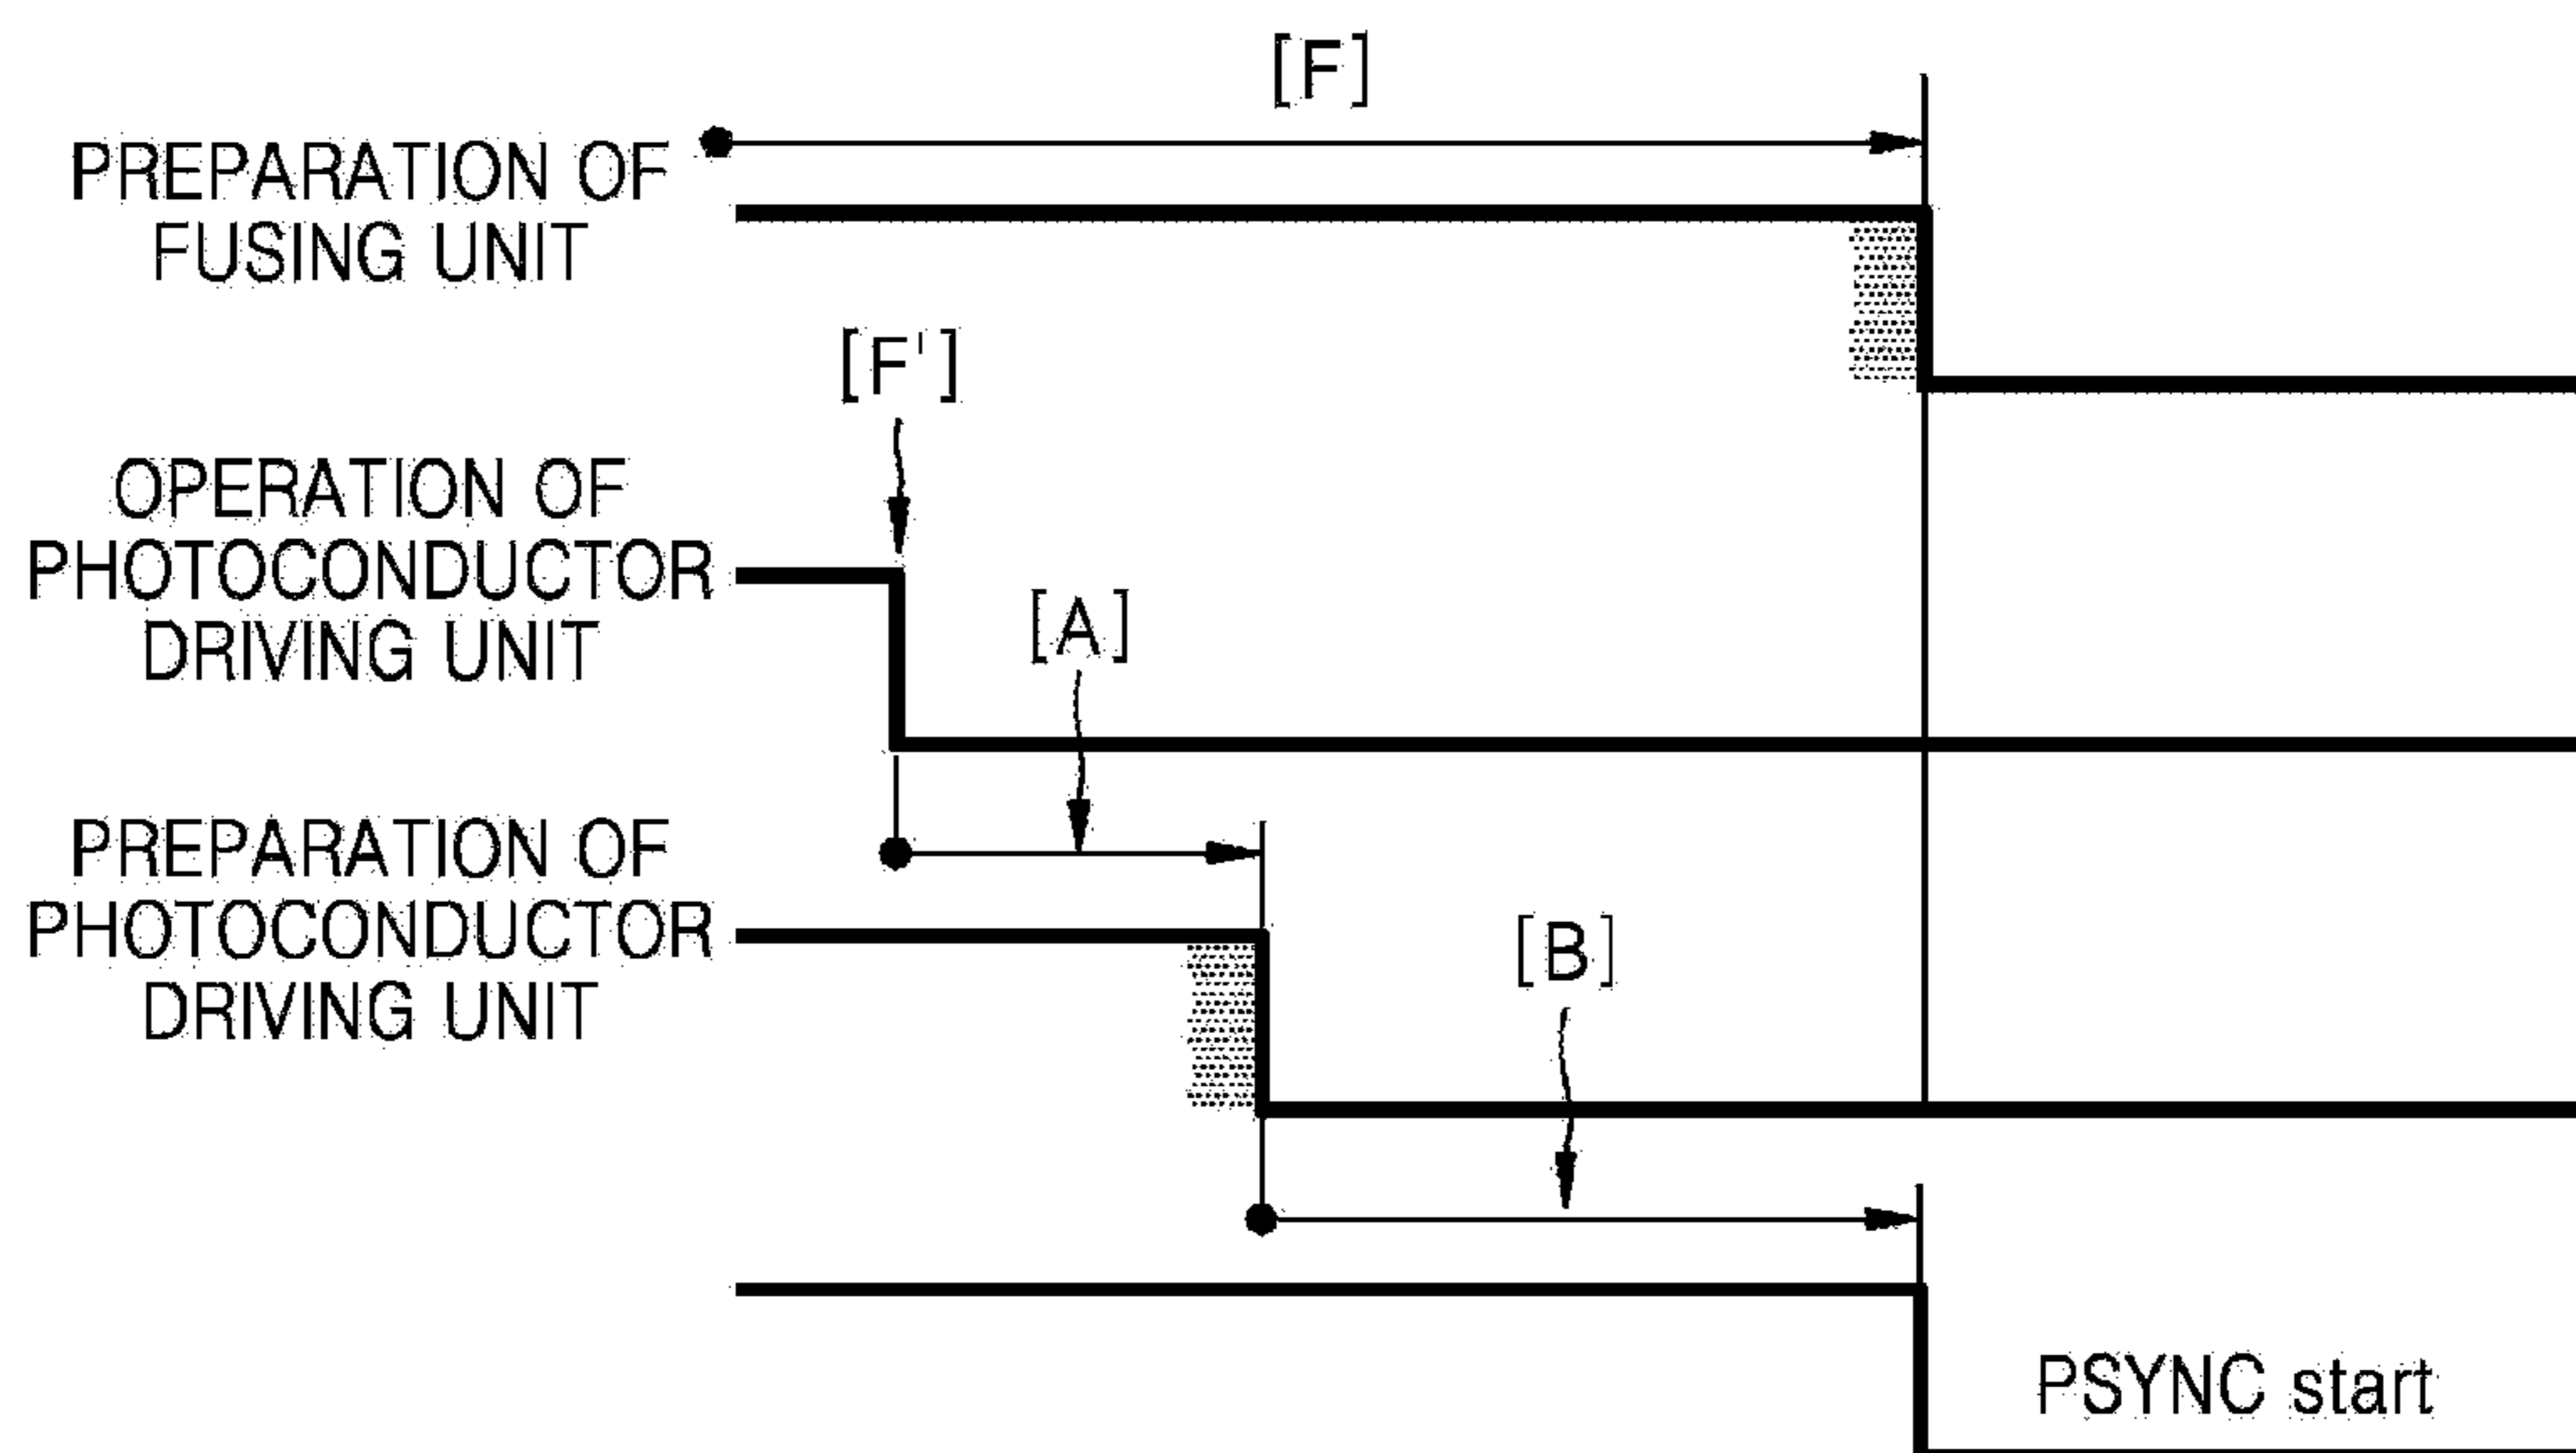 [F]
PREPARATION OF
FUSING UNIT
[F']
OPERATION OF
PHOTOCONDUCTOR
DRIVING UNIT
[A]
PREPARATION OF
PHOTOCONDUCTOR
DRIVING UNIT
[B]
PSYNC start